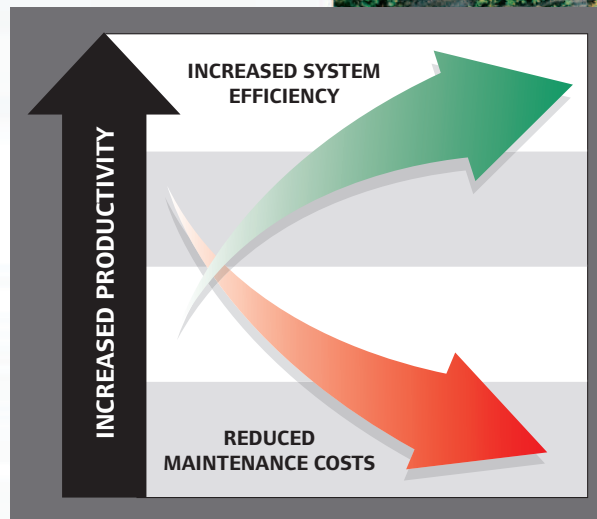 INCREASED SYSTEM
EFFICIENCY
INCREASED PRODUCTIVITY
REDUCED
MAINTENANCE COSTS